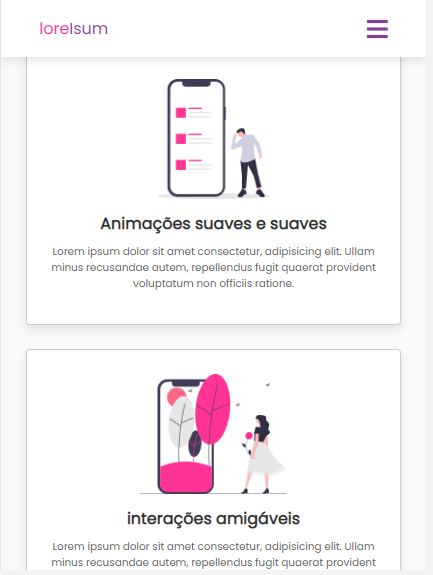 loreIsum
Animações suaves e suaves
Lorem ipsum dolor sit amet consectetur, adipisicing elit. Ullam
minus recusandae autem, repellendus fugit quaerat provident
voluptatum non officiis ratione.
interações amigáveis
Lorem ipsum dolor sit amet consectetur, adipisicing elit. Ullam
minus recusandae autem, repellendus fugit quaerat provident